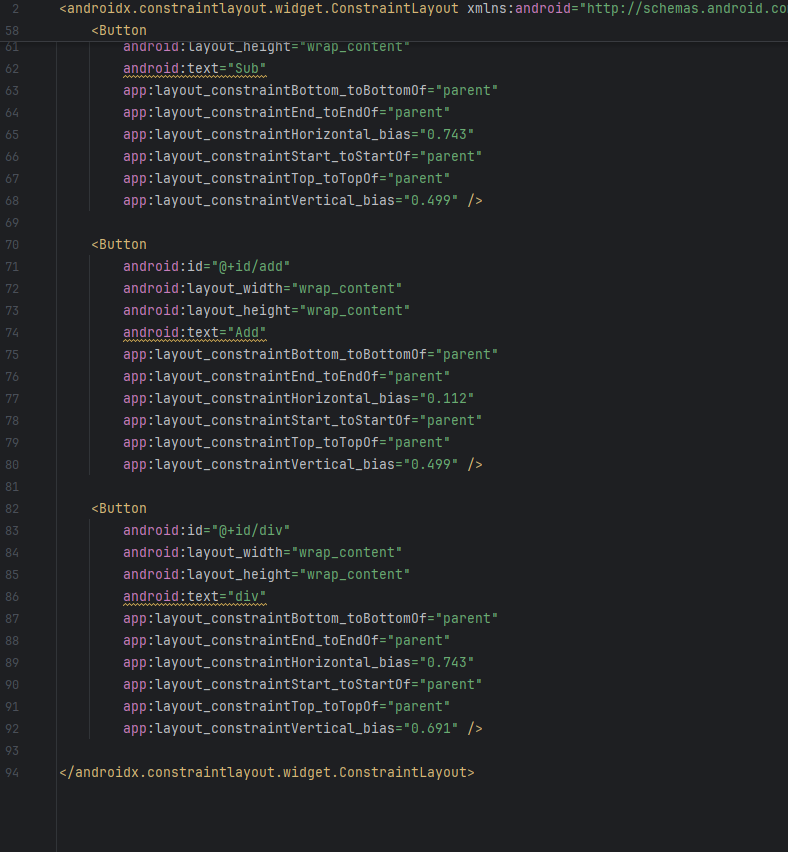 2 <androidx.constraintlayout.widget.ConstraintLayout xmlns:android="http://schemas.android.co
58 <Button
61 android:layout_height="wrap_content"
62 android:text="Sub"
63 app:layout_constraintBottom_toBottomOf="parent"
64 app:layout_constraintEnd_toEndOf="parent"
65 app:layout_constraintHorizontal_bias="0.743"
66 app:layout_constraintStart_toStartOf="parent"
67 app:layout_constraintTop_toTopOf="parent"
68 app:layout_constraintVertical_bias="0.499" />
69
70 <Button
71 android:id="@+id/add"
72 android:layout_width="wrap_content"
73 android:layout_height="wrap_content"
74 android:text="Add"
75 app:layout_constraintBottom_toBottomOf="parent"
76 app:layout_constraintEnd_toEndOf="parent"
77 app:layout_constraintHorizontal_bias="0.112"
78 app:layout_constraintStart_toStartOf="parent"
79 app:layout_constraintTop_toTopOf="parent"
80 app:layout_constraintVertical_bias="0.499" />
81
82 <Button
83 android:id="@+id/div"
84 android:layout_width="wrap_content"
85 android:layout_height="wrap_content"
86 android:text="div"
87 app:layout_constraintBottom_toBottomOf="parent"
88 app:layout_constraintEnd_toEndOf="parent"
89 app:layout_constraintHorizontal_bias="0.743"
90 app:layout_constraintStart_toStartOf="parent"
91 app:layout_constraintTop_toTopOf="parent"
92 app:layout_constraintVertical_bias="0.691" />
93
94 </androidx.constraintlayout.widget.ConstraintLayout>